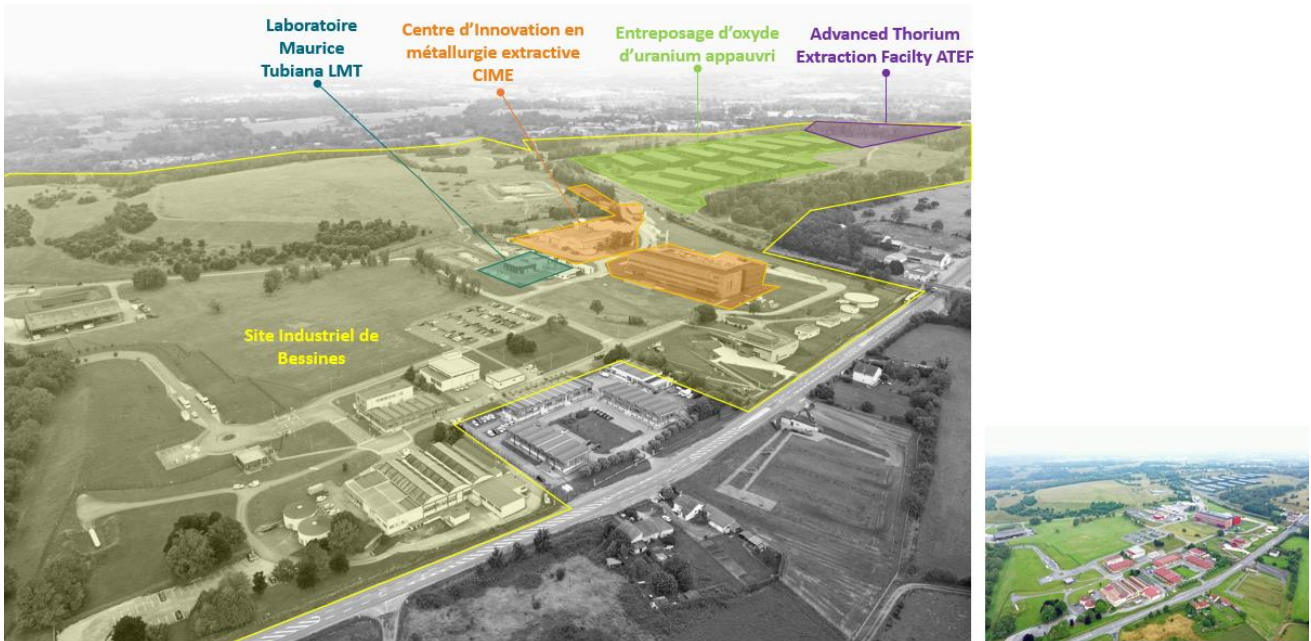 Laboratoire
Maurice
Tubiana LMT
Centre d'Innovation en
métallurgie extractive
CIME
Entreposage d'oxyde
d'uranium appauvri
Advanced Thorium
Extraction Facilty ATEF
Site Industriel de
Bessines